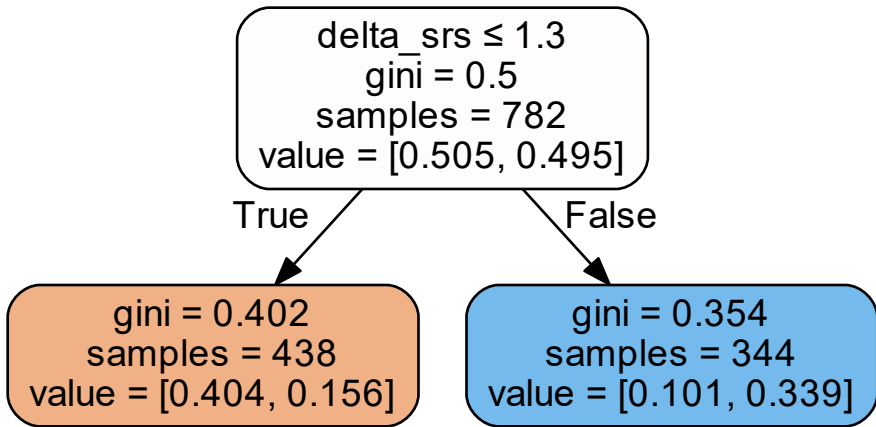 delta_srs ≤ 1.3
gini = 0.5
samples = 782
value = [0.505, 0.495]
True
False
gini = 0.402
samples = 438
value = [0.404, 0.156]
gini = 0.354
samples = 344
value = [0.101, 0.339]